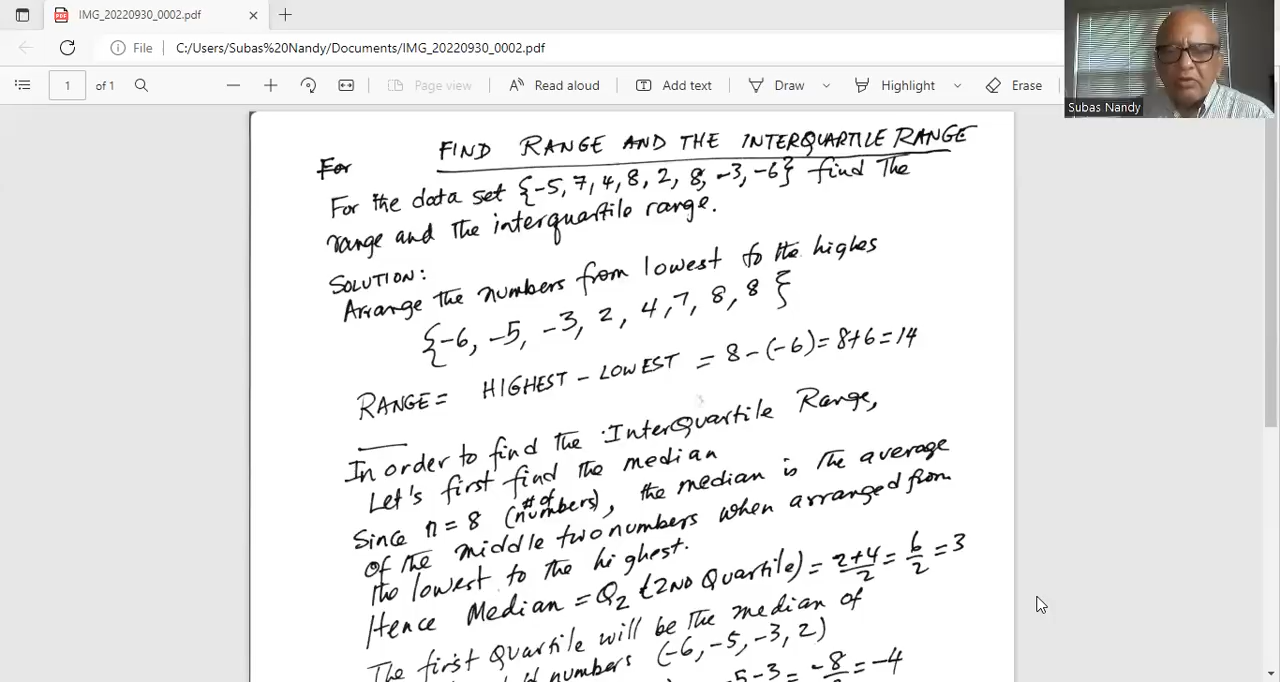 IMG_20220930_0002.pdf
File C:/Users/Subas%20Nandy/Documents/IMG_20220930_0002.pdf
1 of 1 Page view Read aloud Add text Draw Highlight Erase
Subas Nandy
FIND RANGE AND THE INTERQUARTILE RANGE
For
For the data set {-5, 7, 4, 8, 2, 8, -3, -6} find the
range and the interquartile range.
SOLUTION:
Arrange the numbers from lowest to the highes
{-6, -5, -3, 2, 4, 7, 8, 8}
RANGE = HIGHEST - LOWEST = 8 - (-6) = 8+6 = 14
In order to find the InterQuartile Range,
Let's first find the median
Since n = 8 (# of numbers), the median is the average
of the middle two numbers when arranged from
the lowest to the highest.
Hence Median = Q2 (2ND Quartile) = 2+4/2 = 6/2 = 3
The first Quartile will be the median of
numbers (-6, -5, -3, 2)
-5-3 = -8 = -4